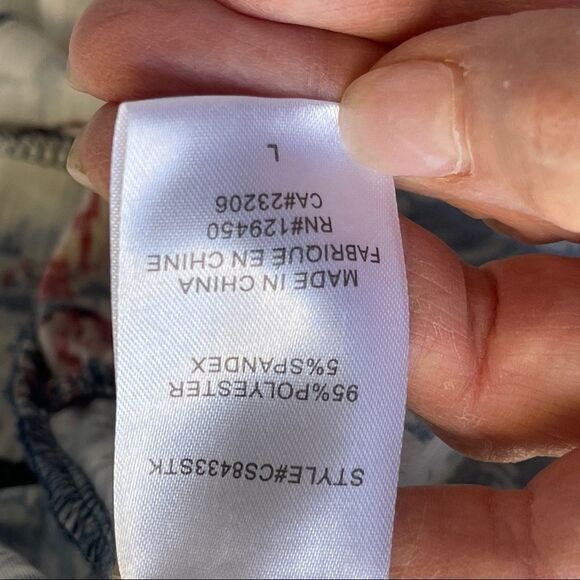 STYLE#CS8433STK
95%POLYESTER
5%SPANDEX
MADE IN CHINA
FABRIQUE EN CHINE
RN#129450
CA#23206
L